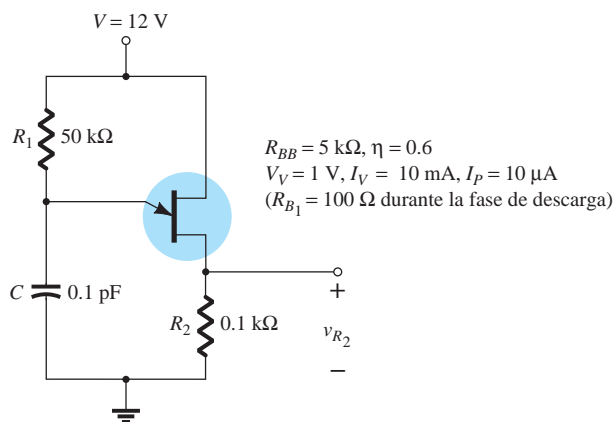 V = 12 V
R1 50 kΩ
RBB = 5 kΩ, η = 0.6
VV = 1 V, IV = 10 mA, IP = 10 μA
(RB1 = 100 Ω durante la fase de descarga)
C 0.1 pF
R2 0.1 kΩ
+
vR2
–